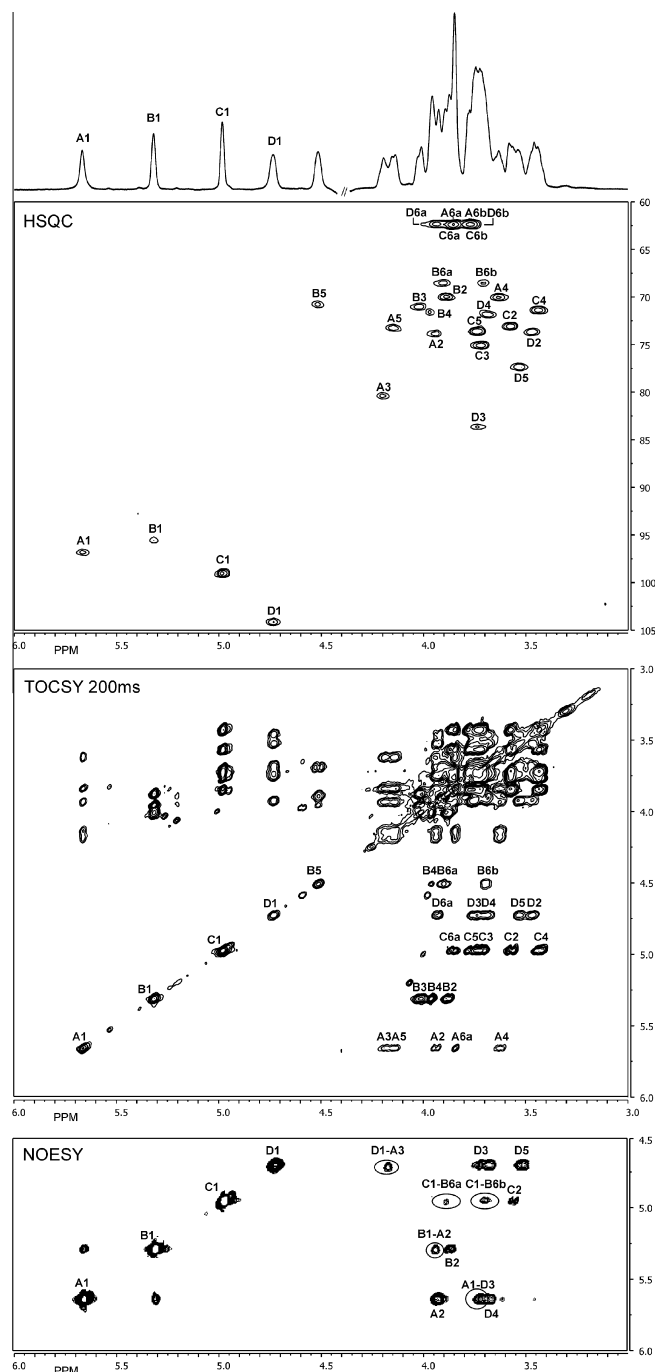 A1 B1 C1 D1
//
HSQC
60
D6a A6a A6b D6b
C6a C6b
B6a B6b
B5 B3 B2 A4
70
A5 B4 D4 C4
A2 C5 C2 D2
C3
D5
A3
80
D3
65
75
85
90
A1 B1
95
C1
100
D1
105
6.0 5.5 5.0 4.5 4.0 3.5
PPM
TOCSY 200ms
3.0
3.5
4.0
B5 B4B6a B6b
4.5
D1 D6a D3D4 D5D2
C1 C6a C5C3 C2 C4
5.0
B1 B3B4B2
A1 A3A5 A2 A6a A4
5.5
6.0
6.0 5.5 5.0 4.5 4.0 3.5 3.0
PPM
NOESY
4.5
D1 D1-A3 D3 D5
C1 C1-B6a C1-B6b C2
5.0
B1 B1-A2
B2
A1 A1-D3
5.5
A2 D4
6.0
6.0 5.5 5.0 4.5 4.0 3.5
PPM